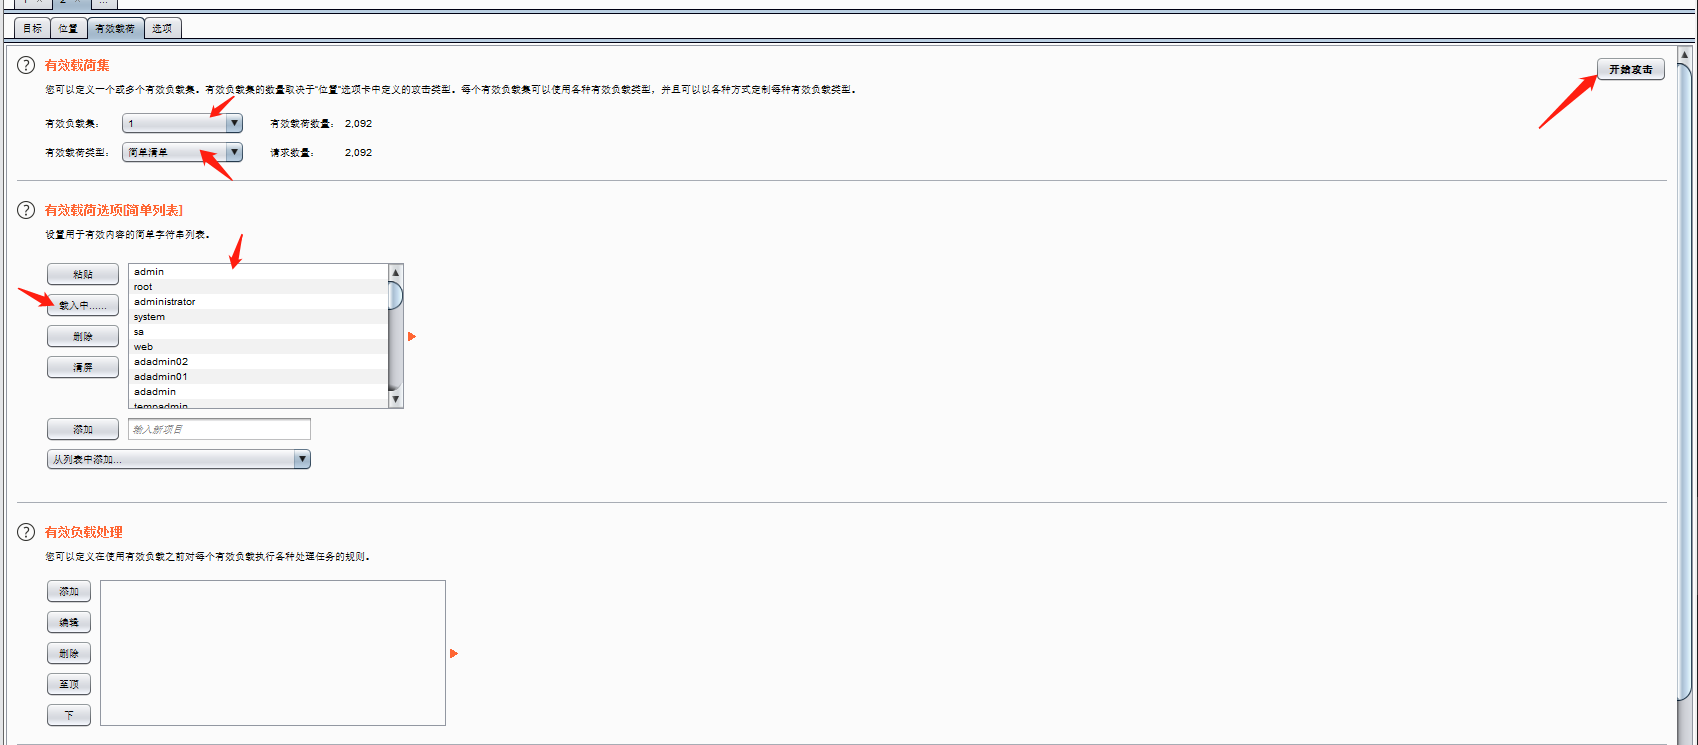 目标 位置 有效载荷 选项
有效载荷集
开始攻击
您可以定义一个或多个有效负载集。有效负载集的数量取决于"位置"选项卡中定义的攻击类型。每个有效负载集可以使用各种有效负载类型，并且可以以各种方式定制每种有效负载类型。
有效负载集： 1 有效载荷数量： 2,092
有效载荷类型： 简单清单 请求数量： 2,092
有效载荷选项[简单列表]
设置用于有效内容的简单字符串列表。
粘贴
载入中……
删除
清屏
admin
root
administrator
system
sa
web
adadmin02
adadmin01
adadmin
tempadmin
添加 输入新项目
从列表中添加...
有效负载处理
您可以定义在使用有效负载之前对每个有效负载执行各种处理任务的规则。
添加
编辑
删除
至顶
下